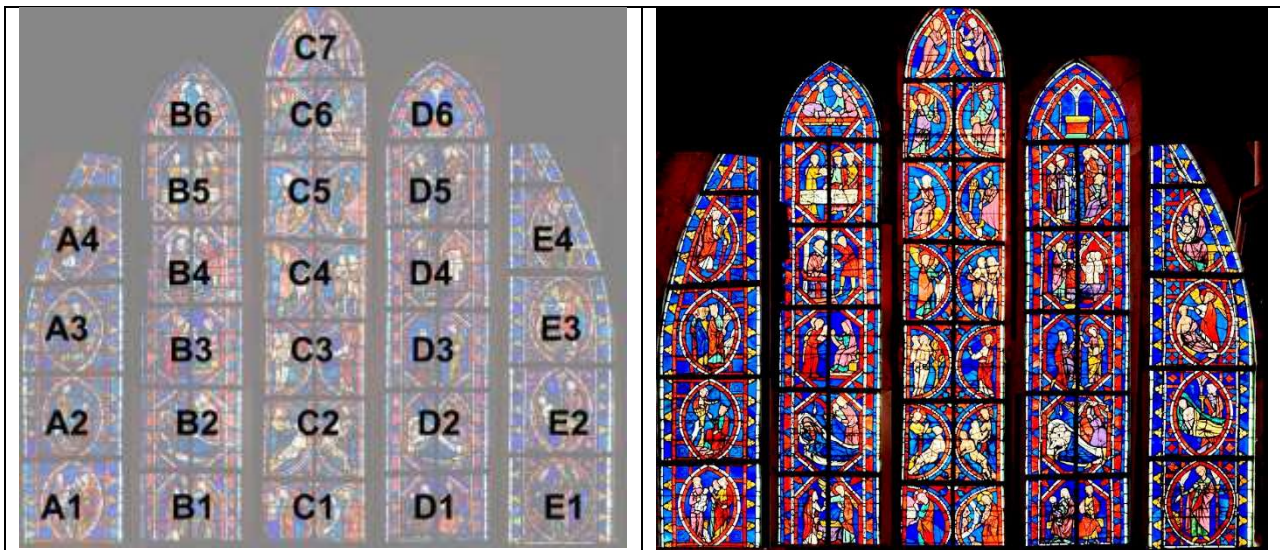 C7
B6 C6 D6
B5 C5 D5
A4 B4 C4 D4 E4
A3 B3 C3 D3 E3
A2 B2 C2 D2 E2
A1 B1 C1 D1 E1